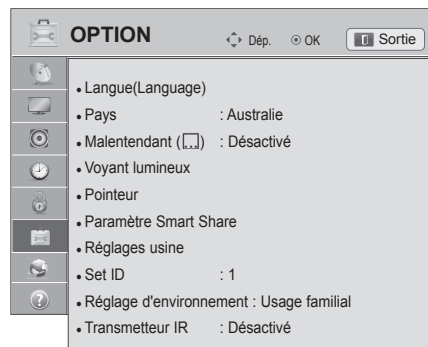 OPTION
Dép. OK Sortie
• Langue(Language)
• Pays : Australie
• Malentendant ( ) : Désactivé
• Voyant lumineux
• Pointeur
• Paramètre Smart Share
• Réglages usine
• Set ID : 1
• Réglage d'environnement : Usage familial
• Transmetteur IR : Désactivé